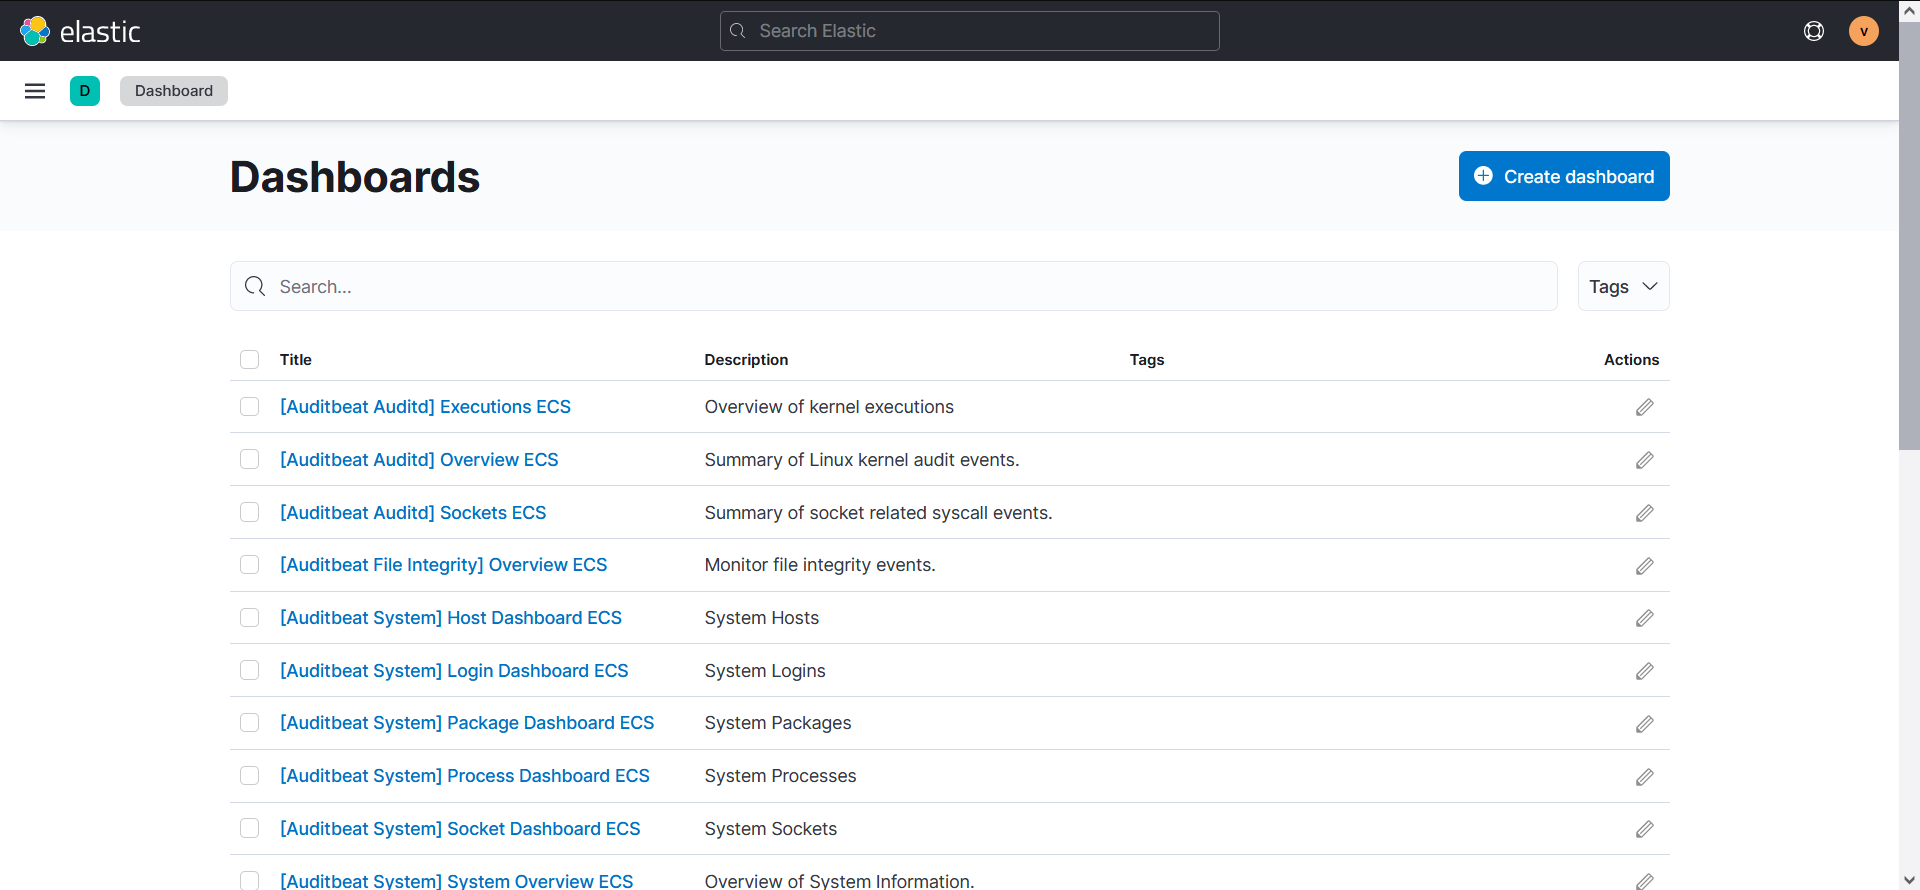 elastic
Search Elastic
v
D
Dashboard
Dashboards
Create dashboard
Search...
Tags
Title Description Tags Actions
[Auditbeat Auditd] Executions ECS Overview of kernel executions
[Auditbeat Auditd] Overview ECS Summary of Linux kernel audit events.
[Auditbeat Auditd] Sockets ECS Summary of socket related syscall events.
[Auditbeat File Integrity] Overview ECS Monitor file integrity events.
[Auditbeat System] Host Dashboard ECS System Hosts
[Auditbeat System] Login Dashboard ECS System Logins
[Auditbeat System] Package Dashboard ECS System Packages
[Auditbeat System] Process Dashboard ECS System Processes
[Auditbeat System] Socket Dashboard ECS System Sockets
[Auditbeat System] System Overview ECS Overview of System Information.